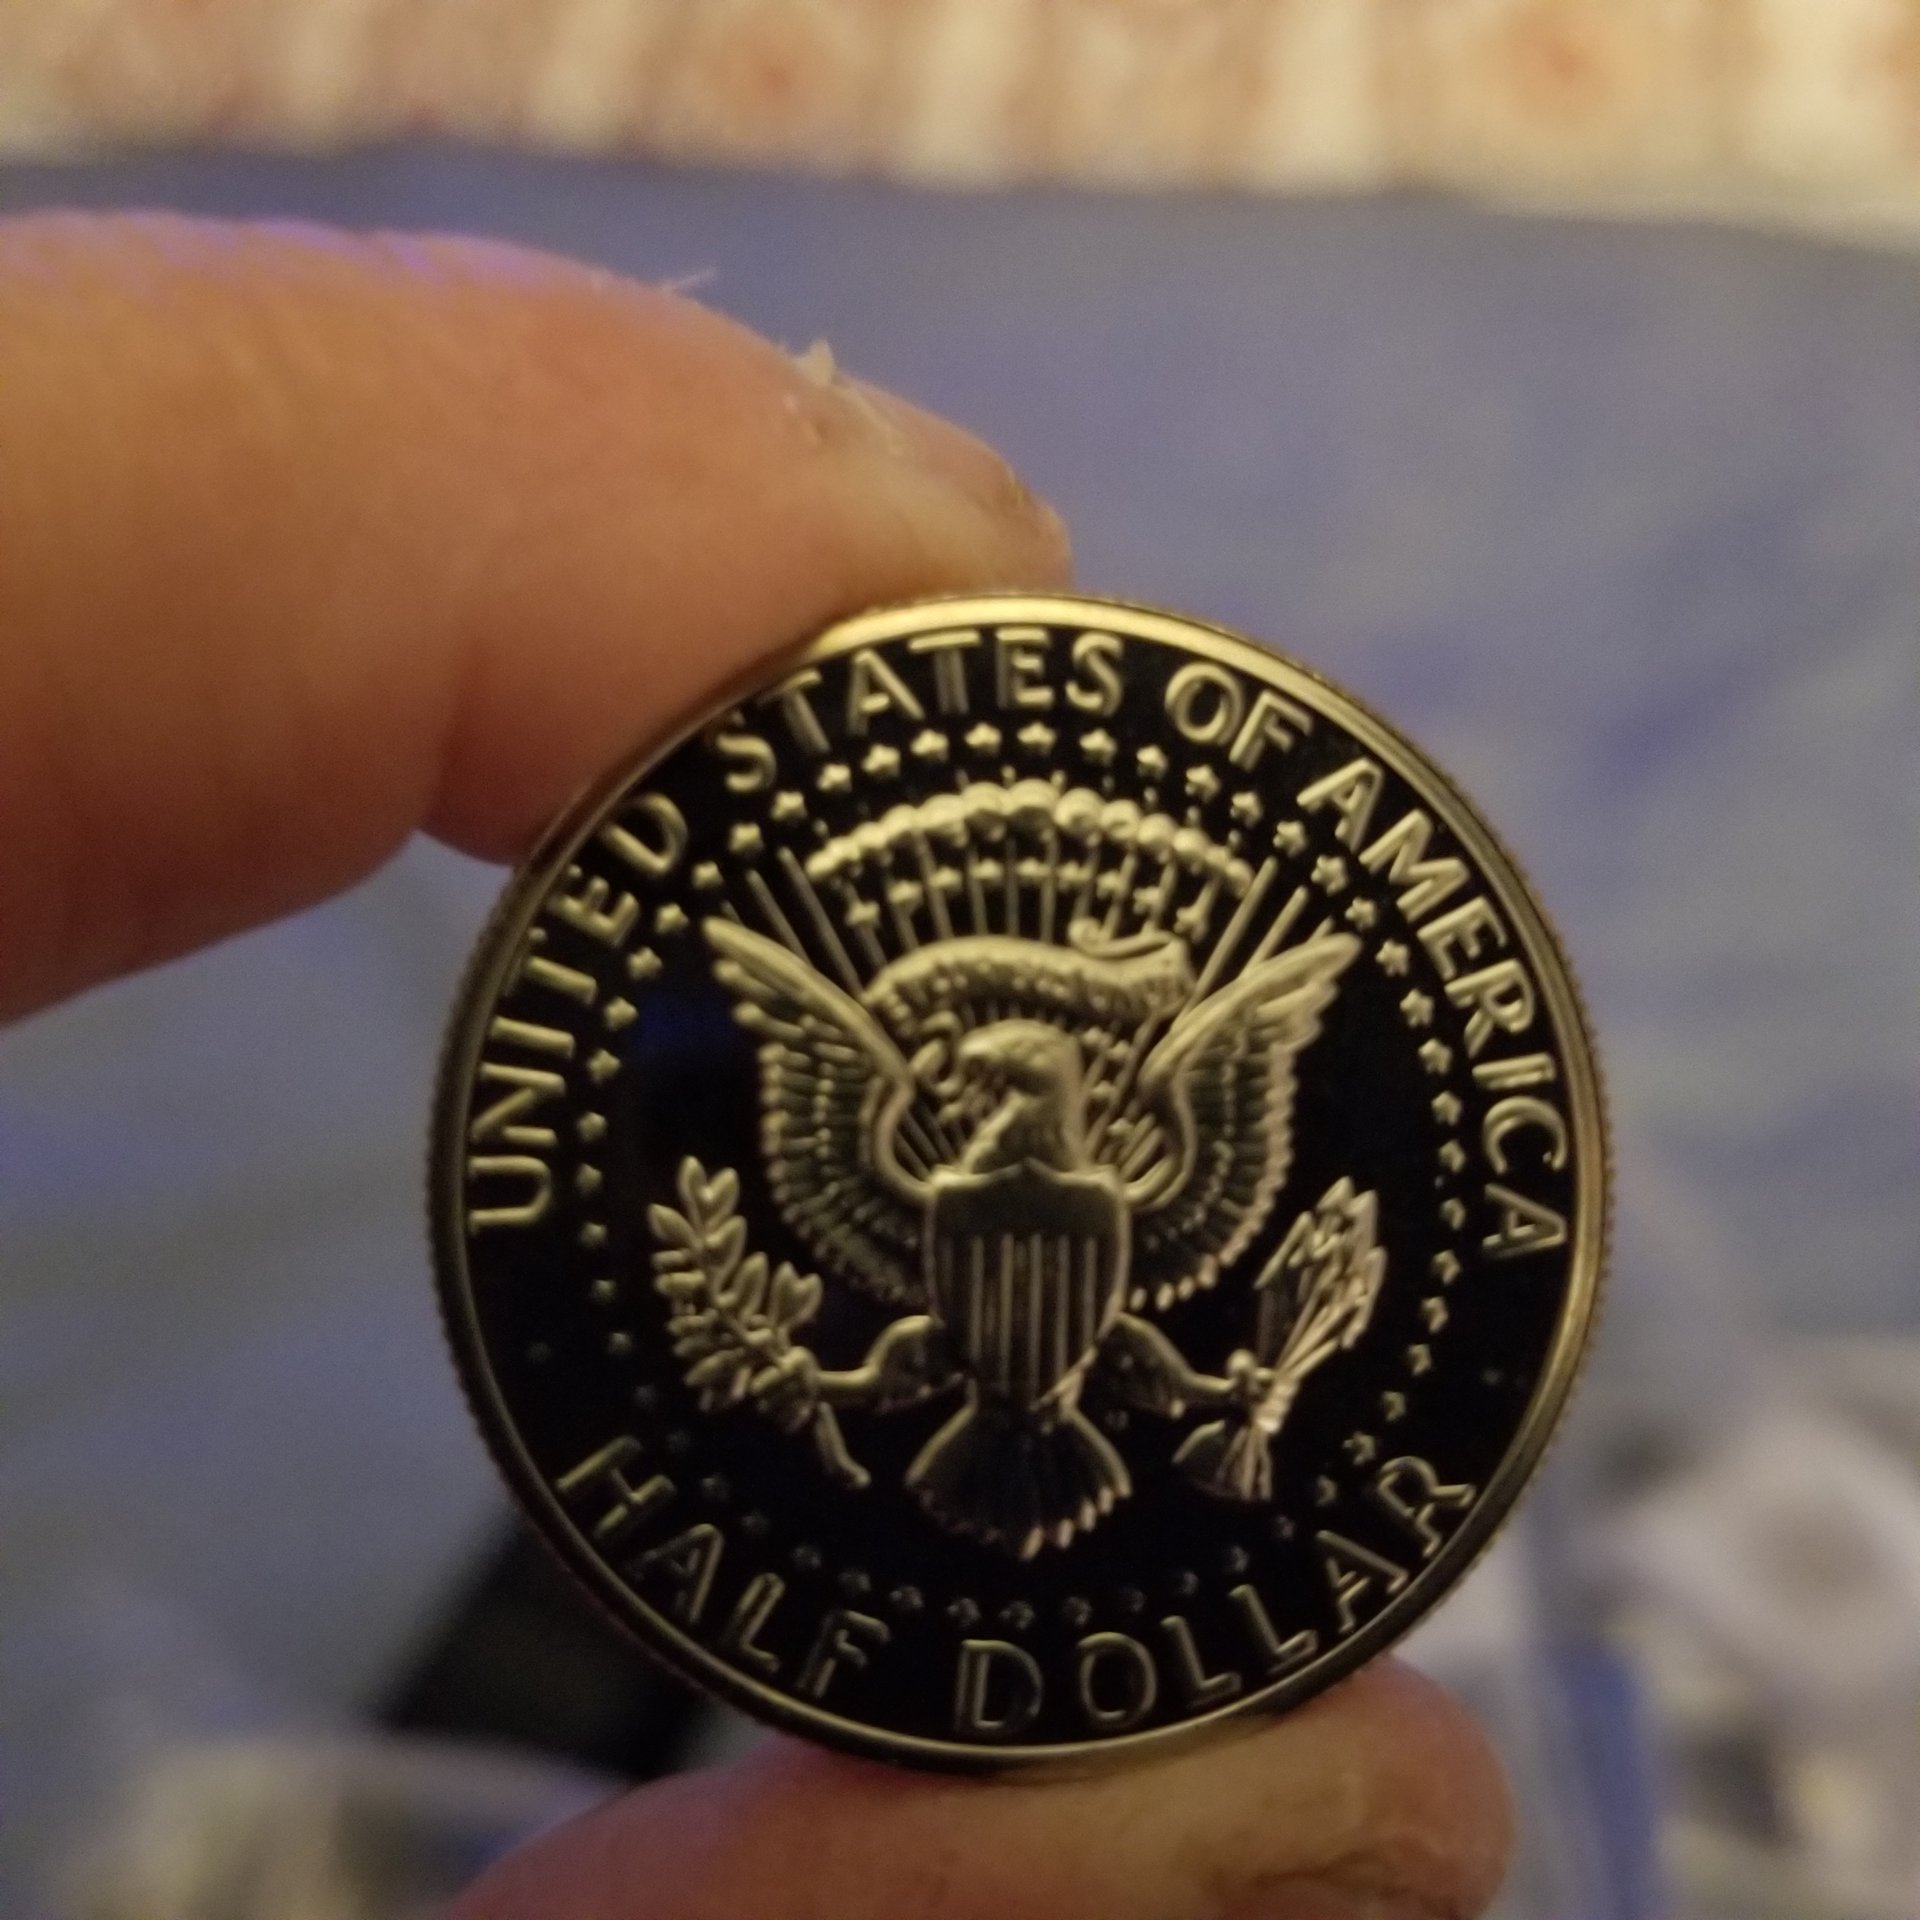 UNITED STATES OF AMERICA
HALF DOLLAR